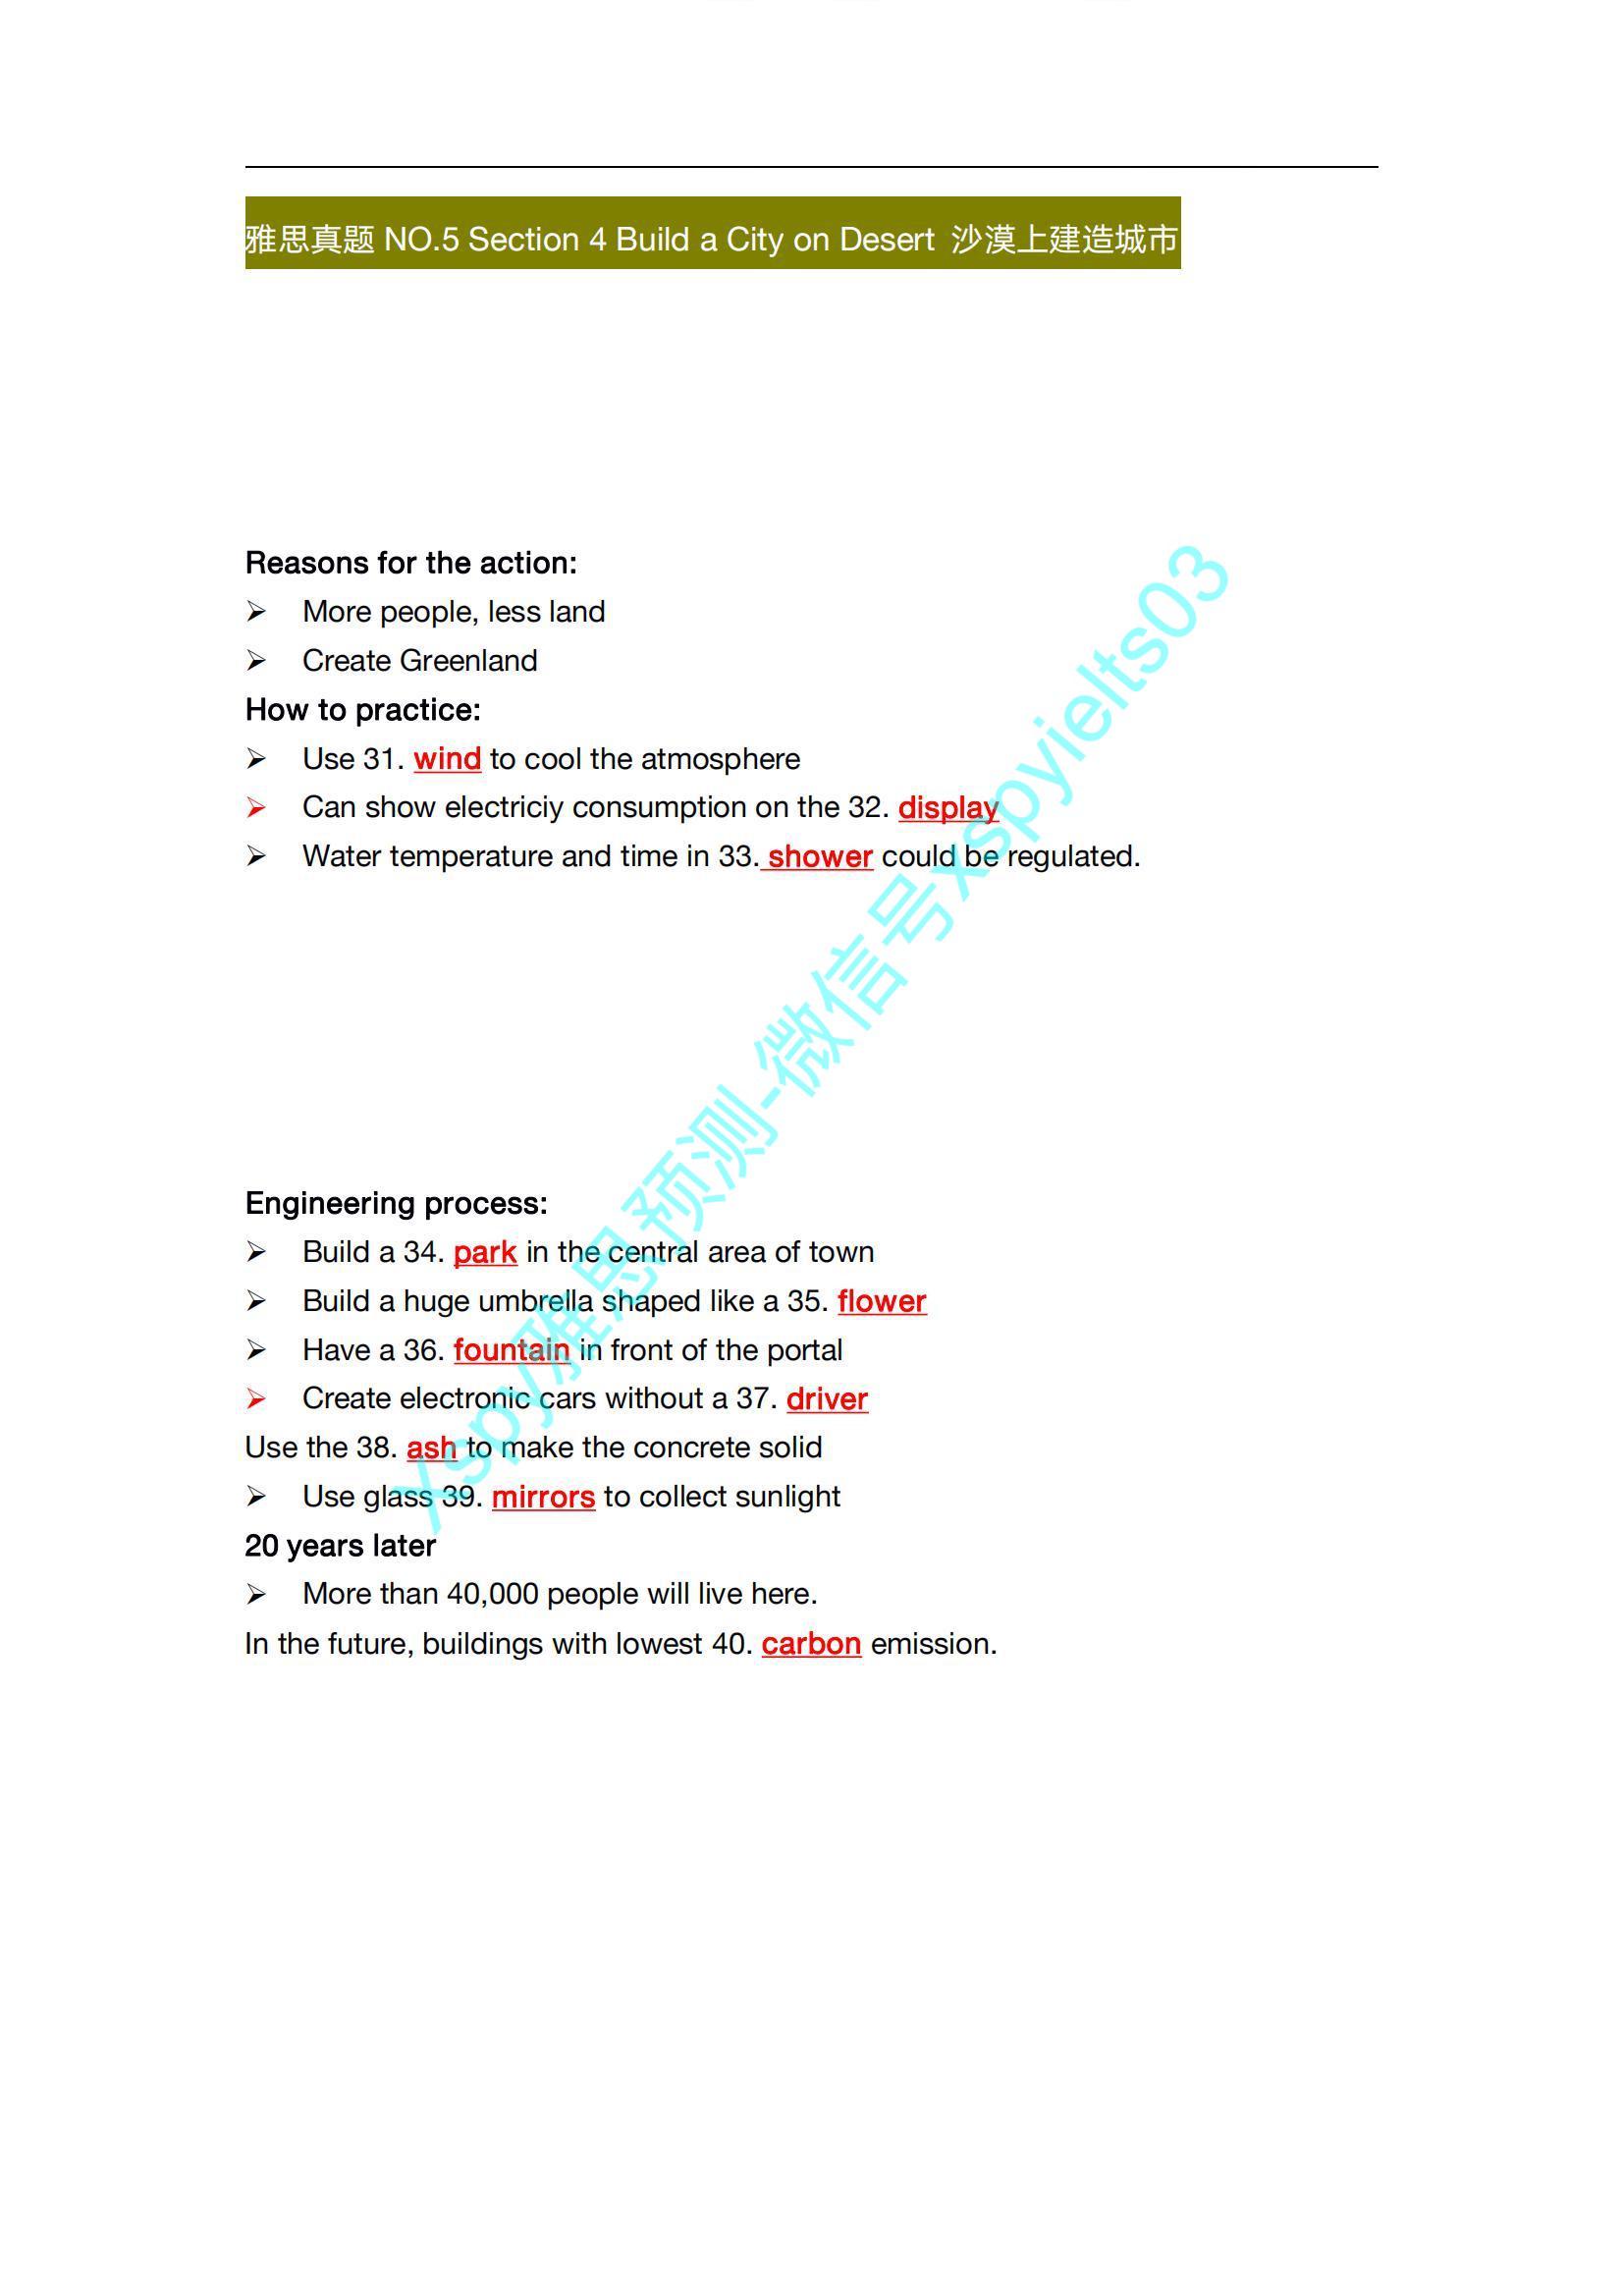 雅思真题 NO.5 Section 4 Build a City on Desert 沙漠上建造城市
Reasons for the action:
➢ More people, less land
➢ Create Greenland
How to practice:
➢ Use 31. wind to cool the atmosphere
➢ Can show electriciy consumption on the 32. display
➢ Water temperature and time in 33. shower could be regulated.
Engineering process:
➢ Build a 34. park in the central area of town
➢ Build a huge umbrella shaped like a 35. flower
➢ Have a 36. fountain in front of the portal
➢ Create electronic cars without a 37. driver
Use the 38. ash to make the concrete solid
➢ Use glass 39. mirrors to collect sunlight
20 years later
➢ More than 40,000 people will live here.
In the future, buildings with lowest 40. carbon emission.
Xspy雅思预测-微信号xspyielts03